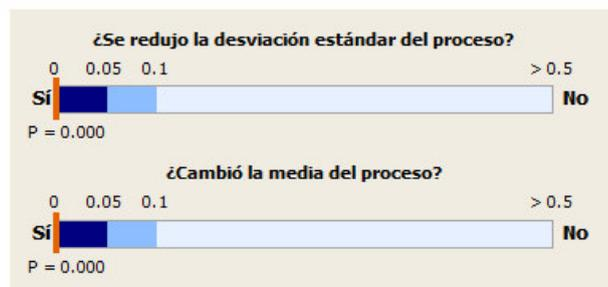 ¿Se redujo la desviación estándar del proceso?
0 0.05 0.1 > 0.5
Sí No
P = 0.000
¿Cambió la media del proceso?
0 0.05 0.1 > 0.5
Sí No
P = 0.000